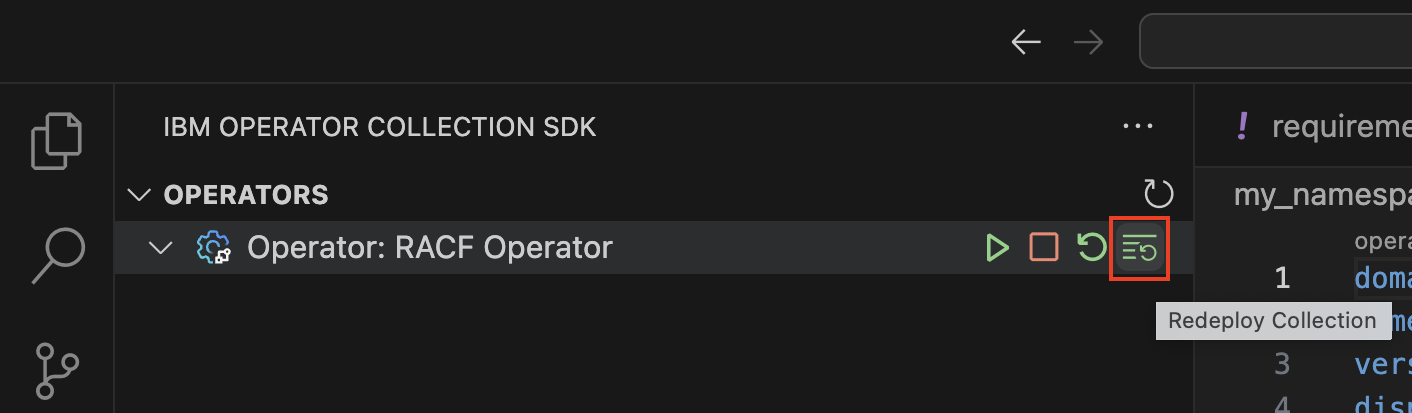 IBM OPERATOR COLLECTION SDK
OPERATORS
Operator: RACF Operator
Redeploy Collection
! requireme
my_namespa
opera
1 doma
me
3 vers
4 disp